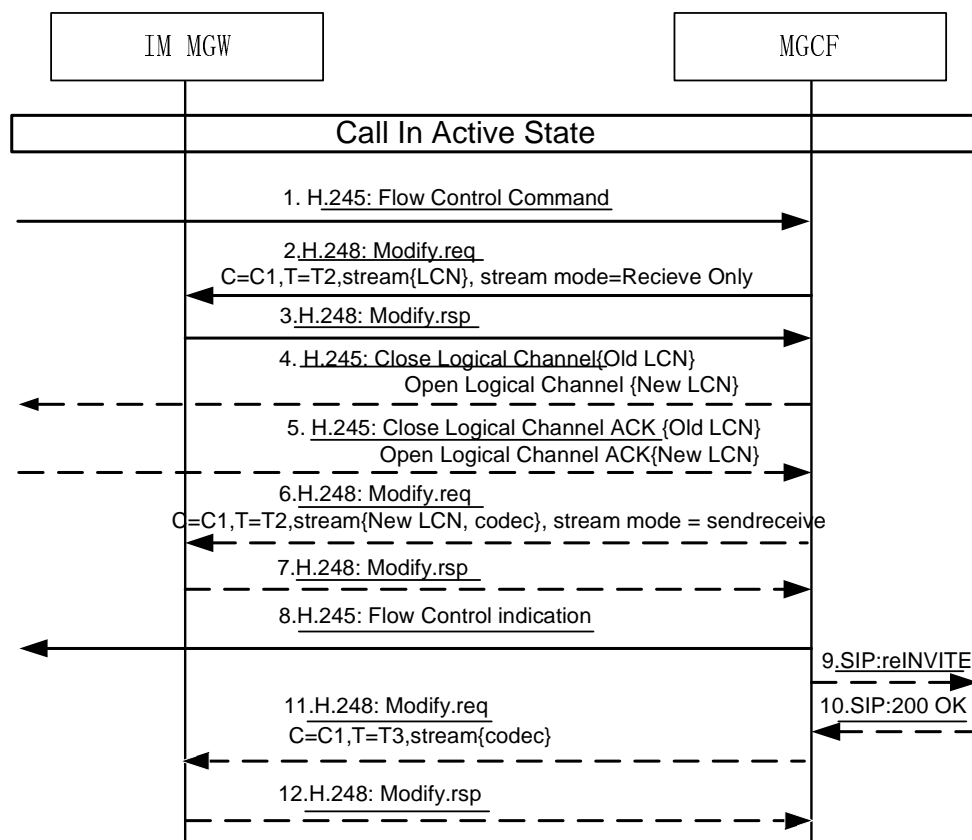 IM MGW
MGCF
Call In Active State
1. H.245: Flow Control Command
2.H.248: Modify.req
C=C1,T=T2,stream{LCN}, stream mode=Recieve Only
3.H.248: Modify.rsp
4. H.245: Close Logical Channel{Old LCN}
Open Logical Channel {New LCN}
5. H.245: Close Logical Channel ACK {Old LCN}
Open Logical Channel ACK{New LCN}
6.H.248: Modify.req
C=C1,T=T2,stream{New LCN, codec}, stream mode = sendreceive
7.H.248: Modify.rsp
8.H.245: Flow Control indication
9.SIP:reINVITE
10.SIP:200 OK
11.H.248: Modify.req
C=C1,T=T3,stream{codec}
12.H.248: Modify.rsp